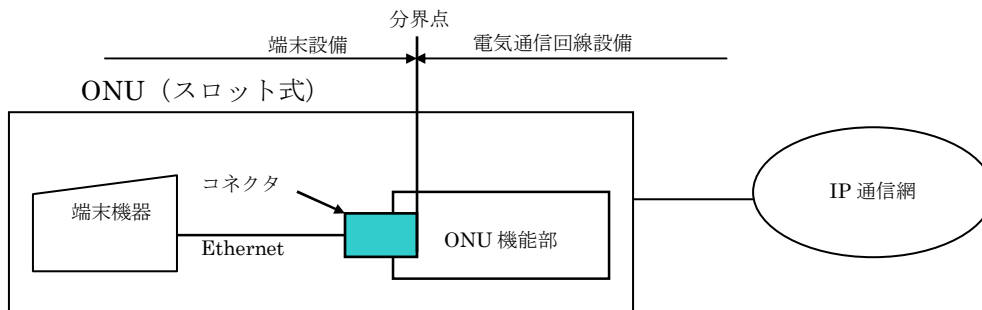 分界点
端末設備
電気通信回線設備
ONU（スロット式）
コネクタ
端末機器
Ethernet
ONU 機能部
IP 通信網